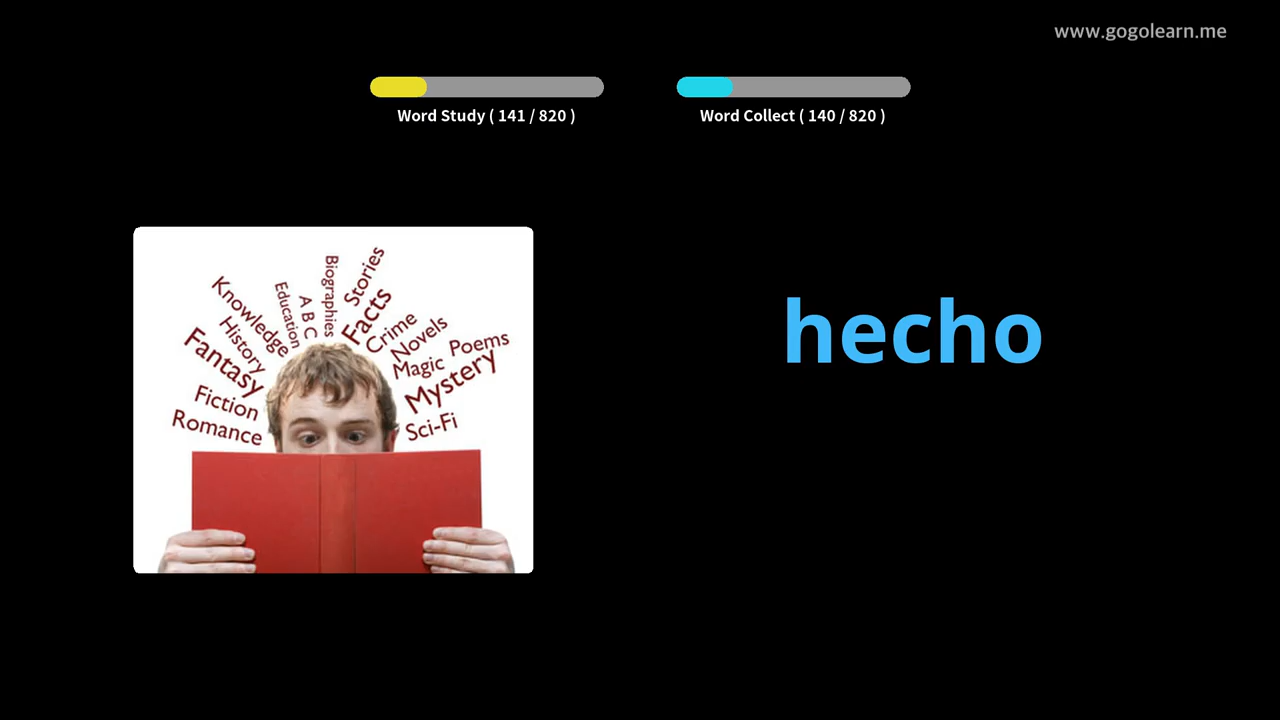 www.gogolearn.me
Word Study ( 141 / 820 )
Word Collect ( 140 / 820 )
Romance
Fiction
Fantasy
History
Knowledge
Education
A B C
Biographies
Stories
Facts
Crime
Novels
Magic
Poems
Mystery
Sci-Fi
hecho